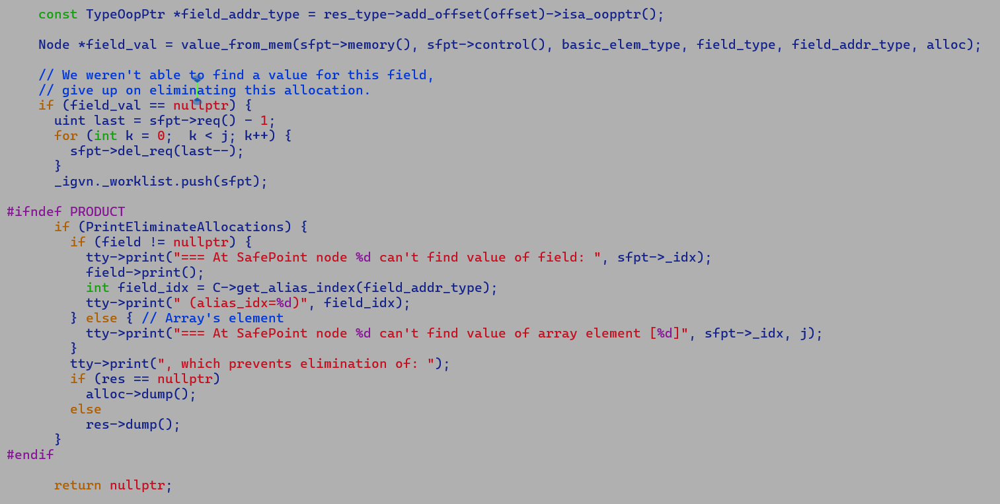 const TypeOopPtr *field_addr_type = res_type->add_offset(offset)->isa_oopptr();
Node *field_val = value_from_mem(sfpt->memory(), sfpt->control(), basic_elem_type, field_type, field_addr_type, alloc);
// We weren't able to find a value for this field,
// give up on eliminating this allocation.
if (field_val == nullptr) {
uint last = sfpt->req() - 1;
for (int k = 0;  k < j; k++) {
sfpt->del_req(last--);
}
_igvn._worklist.push(sfpt);
#ifndef PRODUCT
if (PrintEliminateAllocations) {
if (field != nullptr) {
tty->print("=== At SafePoint node %d can't find value of field: ", sfpt->_idx);
field->print();
int field_idx = C->get_alias_index(field_addr_type);
tty->print(" (alias_idx=%d)", field_idx);
} else { // Array's element
tty->print("=== At SafePoint node %d can't find value of array element [%d]", sfpt->_idx, j);
}
tty->print(", which prevents elimination of: ");
if (res == nullptr)
alloc->dump();
else
res->dump();
}
#endif
return nullptr;